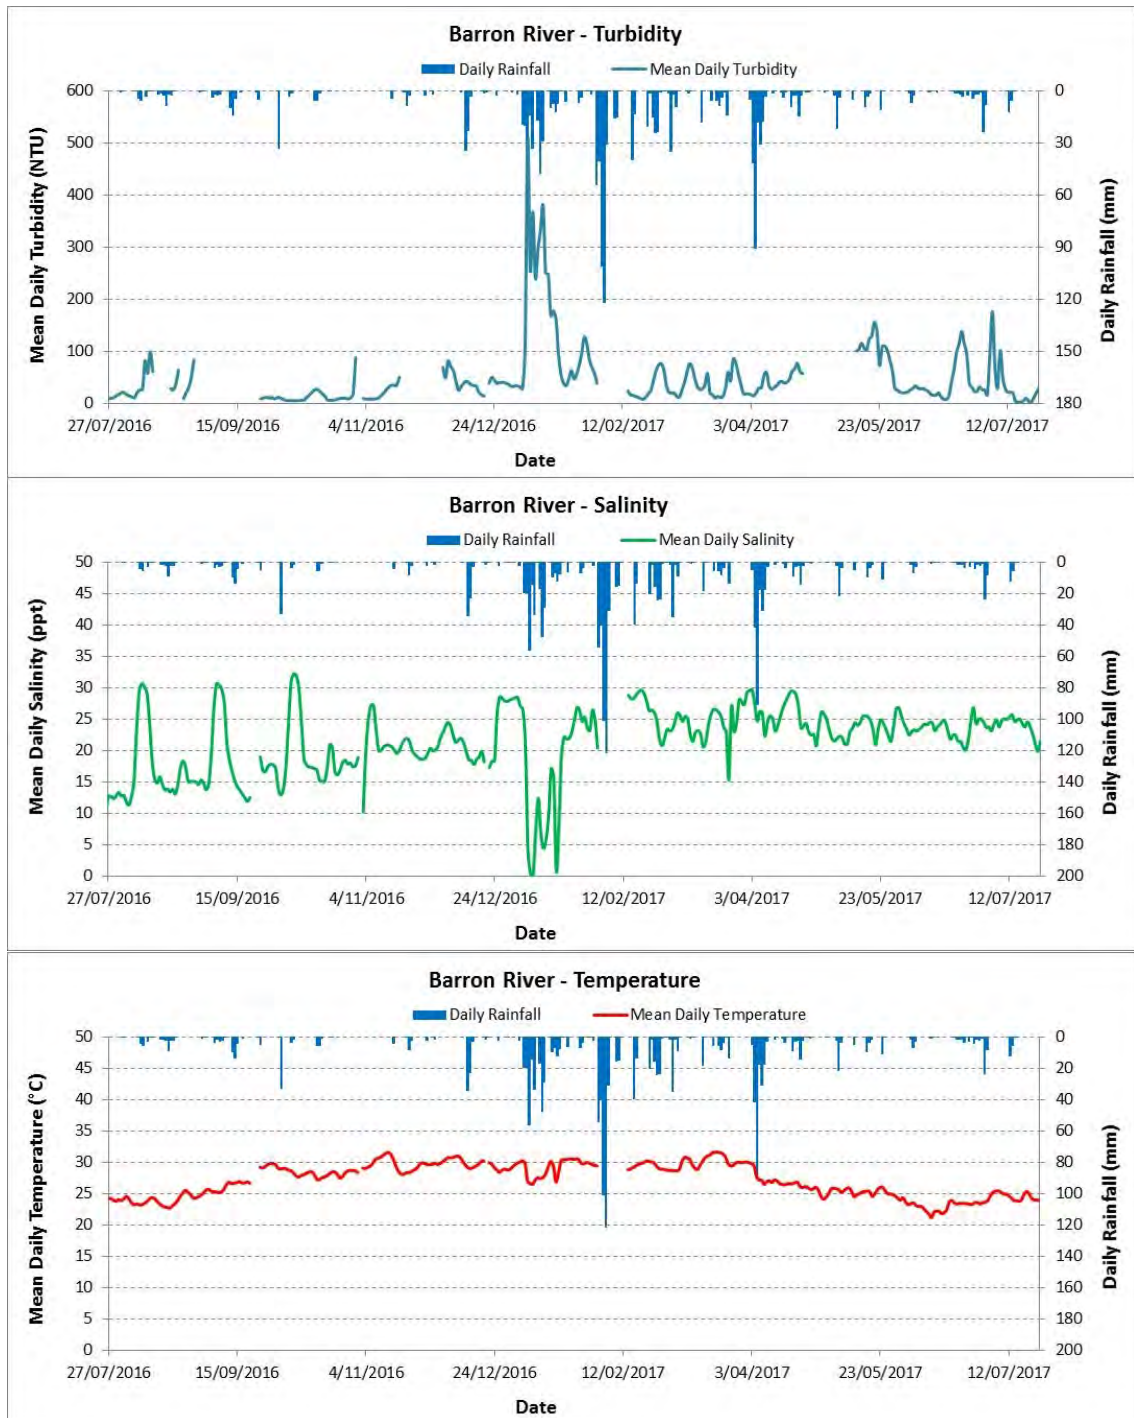 Barron River - Turbidity
Daily Rainfall Mean Daily Turbidity
600 0
500 30
400 60
300 90
200 120
100 150
0 180
Mean Daily Turbidity (NTU)
Daily Rainfall (mm)
27/07/2016 15/09/2016 4/11/2016 24/12/2016 12/02/2017 3/04/2017 23/05/2017 12/07/2017
Date
Barron River - Salinity
Daily Rainfall Mean Daily Salinity
50 0
45 20
40 40
35 60
30 80
25 100
20 120
15 140
10 160
5 180
0 200
Mean Daily Salinity (ppt)
Daily Rainfall (mm)
27/07/2016 15/09/2016 4/11/2016 24/12/2016 12/02/2017 3/04/2017 23/05/2017 12/07/2017
Date
Barron River - Temperature
Daily Rainfall Mean Daily Temperature
50 0
45 20
40 40
35 60
30 80
25 100
20 120
15 140
10 160
5 180
0 200
Mean Daily Temperature (°C)
Daily Rainfall (mm)
27/07/2016 15/09/2016 4/11/2016 24/12/2016 12/02/2017 3/04/2017 23/05/2017 12/07/2017
Date